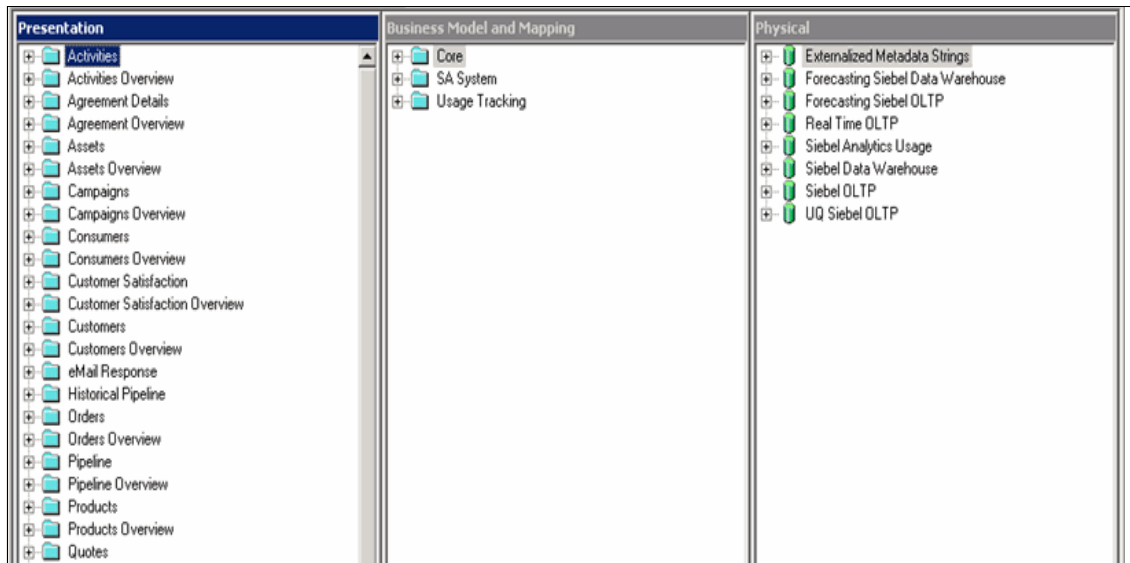 Presentation
Activities
Activities Overview
Agreement Details
Agreement Overview
Assets
Assets Overview
Campaigns
Campaigns Overview
Consumers
Consumers Overview
Customer Satisfaction
Customer Satisfaction Overview
Customers
Customers Overview
eMail Response
Historical Pipeline
Orders
Orders Overview
Pipeline
Pipeline Overview
Products
Products Overview
Quotes
Business Model and Mapping
Core
SA System
Usage Tracking
Physical
Externalized Metadata Strings
Forecasting Siebel Data Warehouse
Forecasting Siebel OLTP
Real Time OLTP
Siebel Analytics Usage
Siebel Data Warehouse
Siebel OLTP
UQ Siebel OLTP